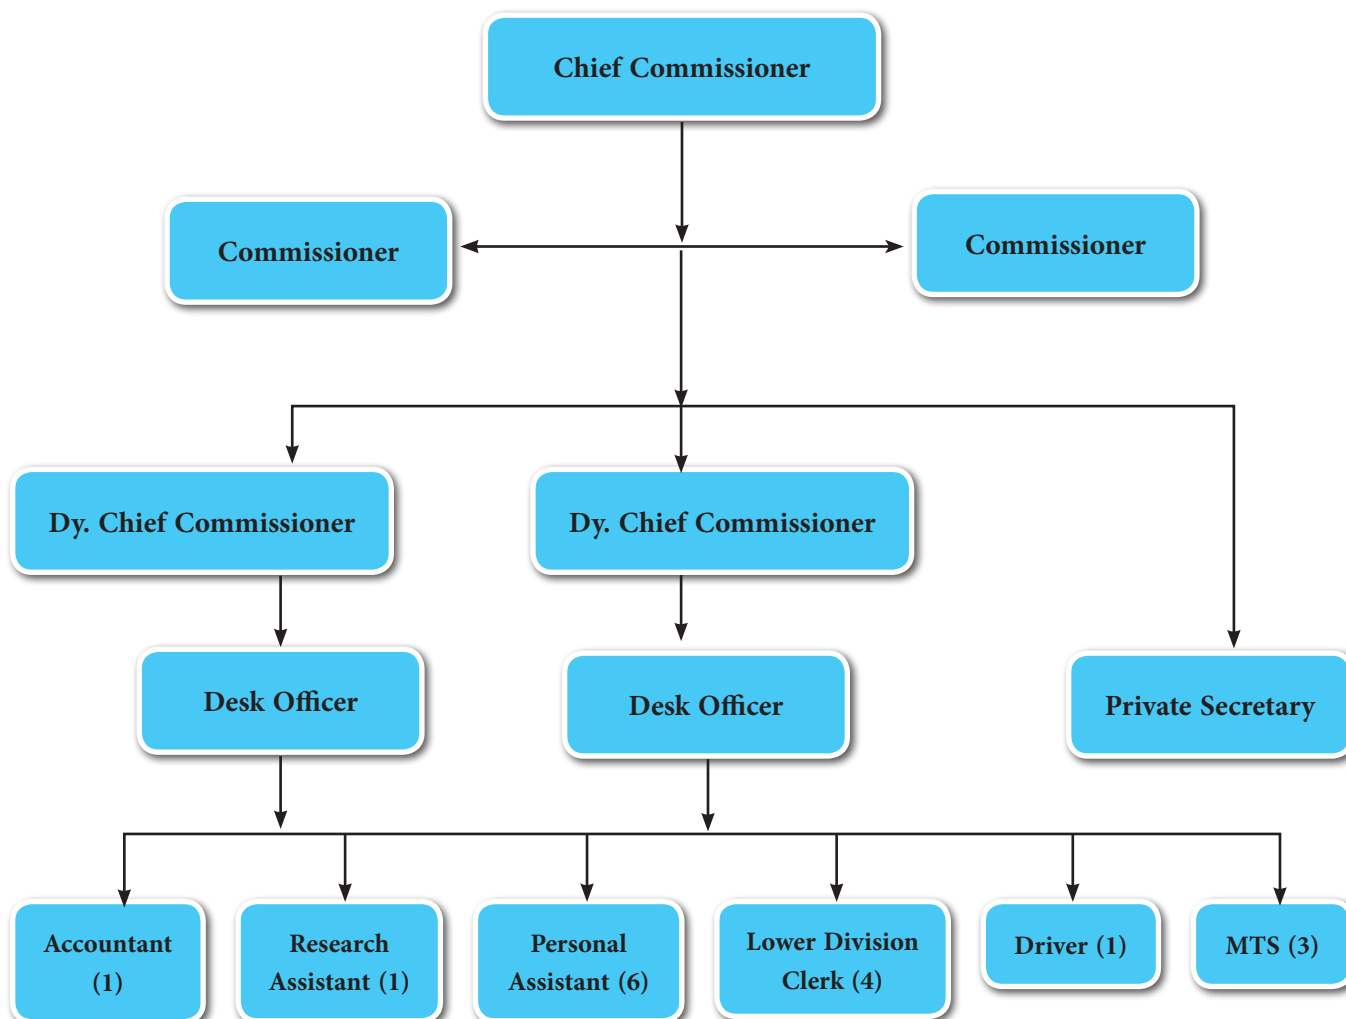 Chief Commissioner
Commissioner
Commissioner
Dy. Chief Commissioner
Dy. Chief Commissioner
Desk Officer
Desk Officer
Private Secretary
Accountant
(1)
Research
Assistant (1)
Personal
Assistant (6)
Lower Division
Clerk (4)
Driver (1)
MTS (3)